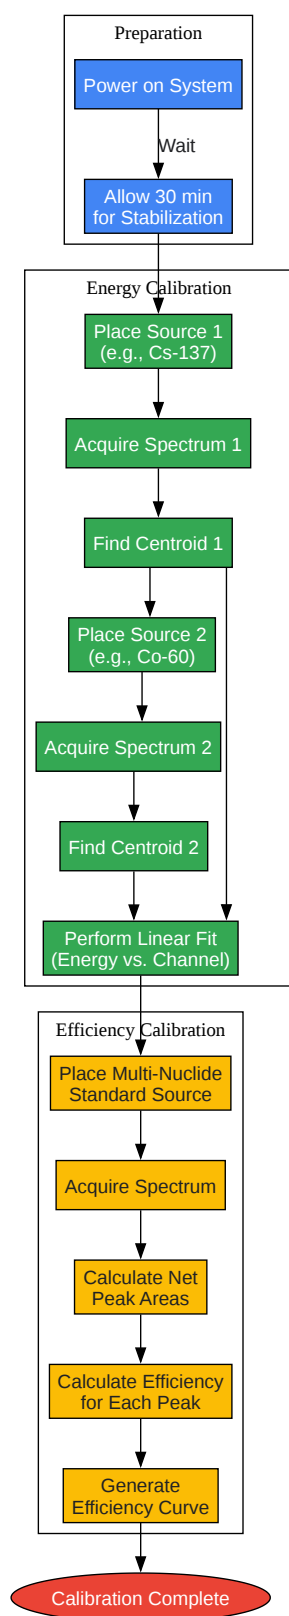 Preparation
Power on System
Wait
Allow 30 min
for Stabilization
Energy Calibration
Place Source 1
(e.g., Cs-137)
Acquire Spectrum 1
Find Centroid 1
Place Source 2
(e.g., Co-60)
Acquire Spectrum 2
Find Centroid 2
Perform Linear Fit
(Energy vs. Channel)
Efficiency Calibration
Place Multi-Nuclide
Standard Source
Acquire Spectrum
Calculate Net
Peak Areas
Calculate Efficiency
for Each Peak
Generate
Efficiency Curve
Calibration Complete